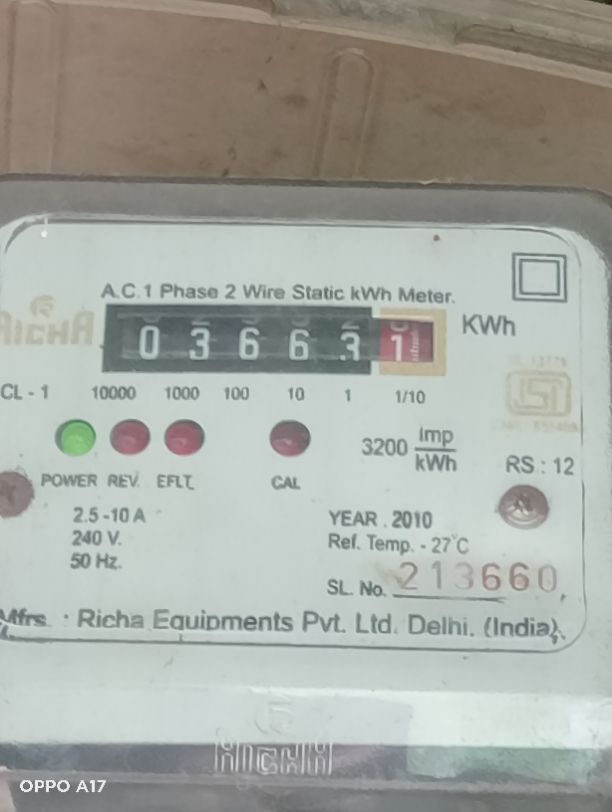 A.C.1 Phase 2 Wire Static kWh Meter.
RICHA
0 3 6 6 3 1 KWh
CL - 1 10000 1000 100 10 1 1/10
3200 imp/kWh
RS : 12
POWER REV. EFLT. CAL
2.5-10 A
240 V.
50 Hz.
YEAR . 2010
Ref. Temp. - 27°C
SL. No. 213660
Mfrs. : Richa Equipments Pvt. Ltd. Delhi. (India).
RICHA
OPPO A17